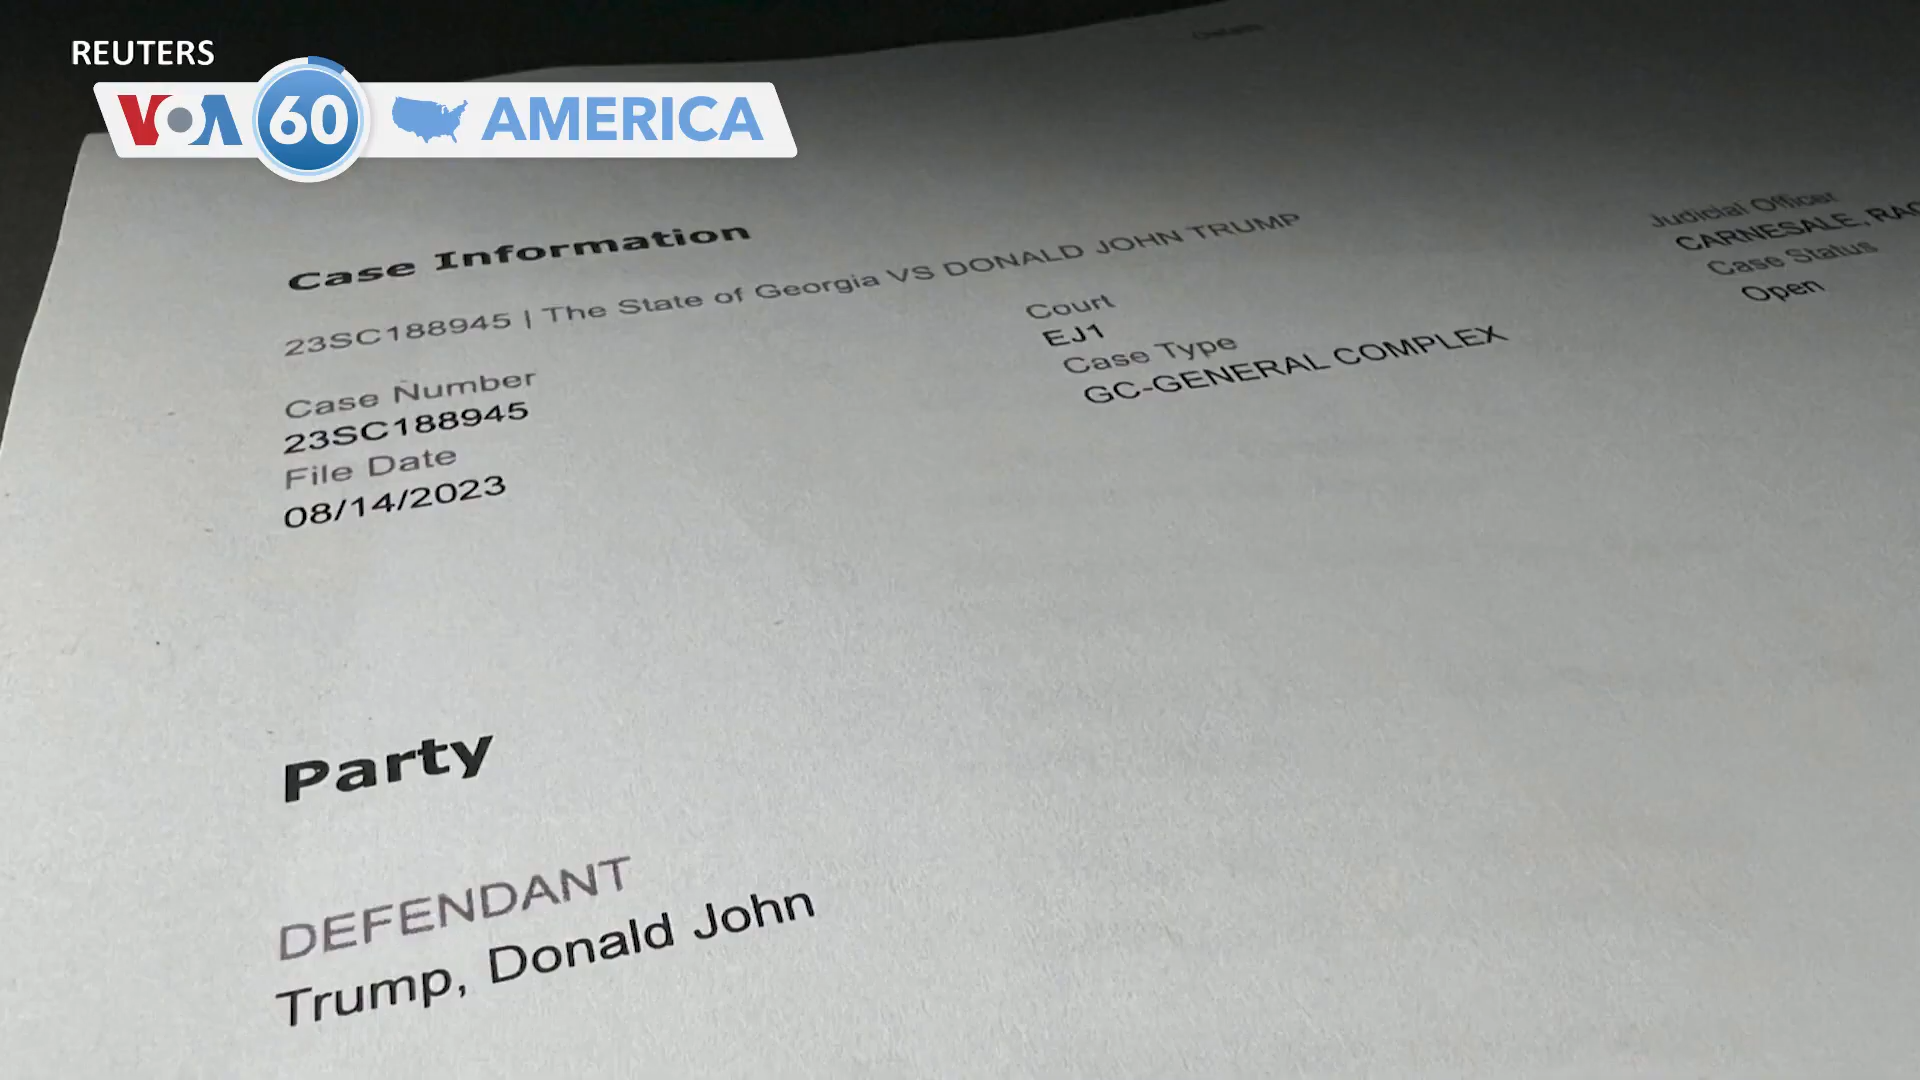 REUTERS
VOA 60 AMERICA
Case Information
23SC188945 | The State of Georgia VS DONALD JOHN TRUMP
Case Number
23SC188945
File Date
08/14/2023
Court
EJ1
Case Type
GC-GENERAL COMPLEX
Judicial Officer
CARNESALE, RAC
Case Status
Open
Party
DEFENDANT
Trump, Donald John